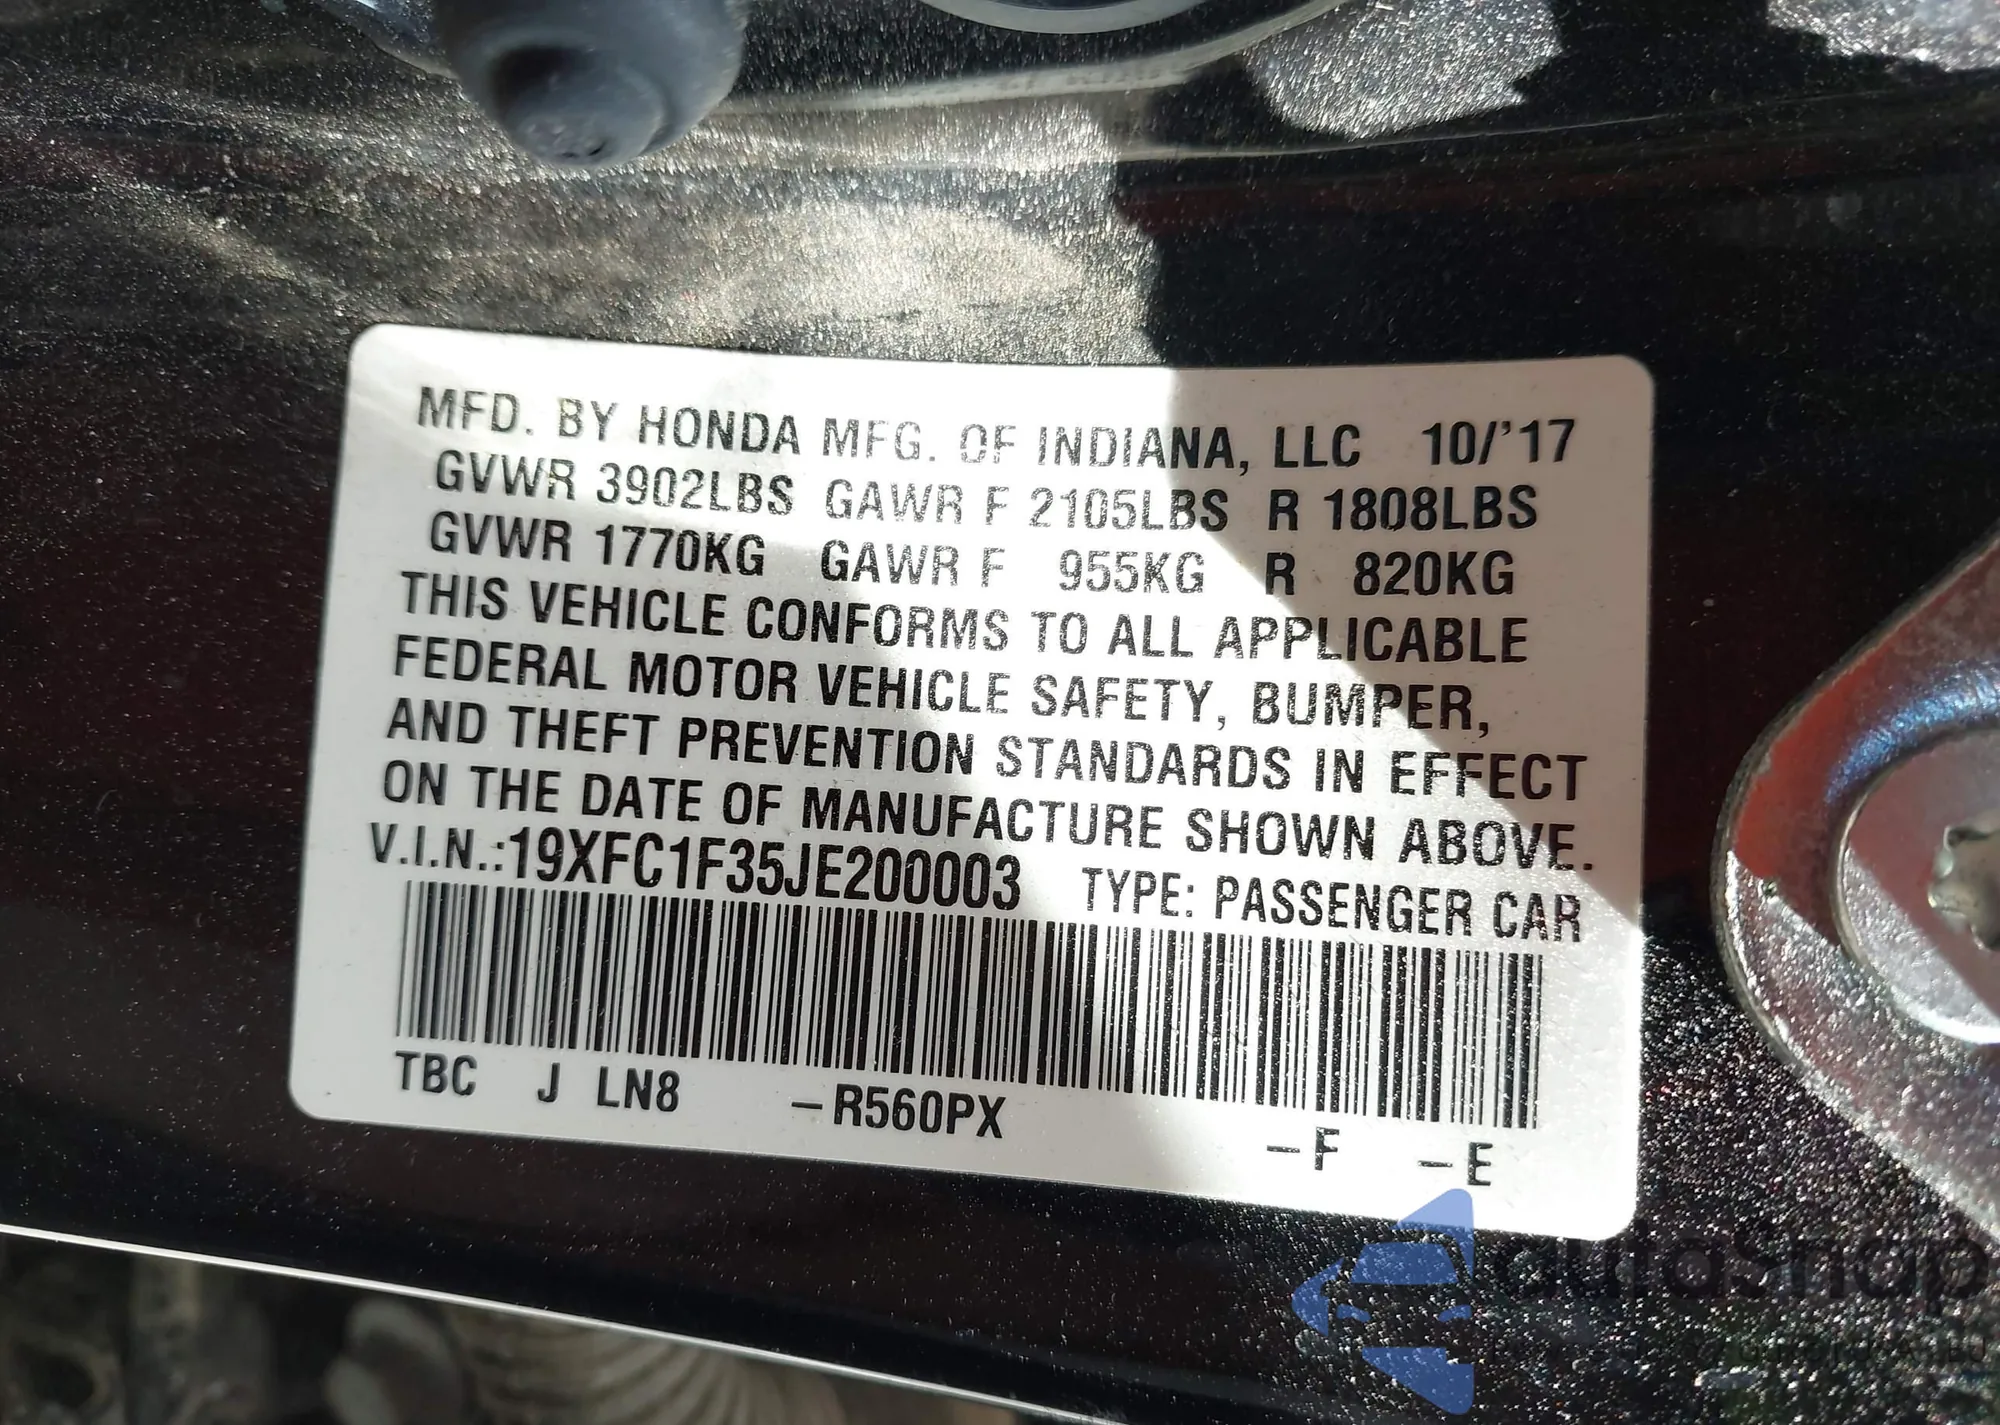 MFD. BY HONDA MFG. OF INDIANA, LLC 10/'17
GVWR 3902LBS GAWR F 2105LBS R 1808LBS
GVWR 1770KG GAWR F 955KG R 820KG
THIS VEHICLE CONFORMS TO ALL APPLICABLE
FEDERAL MOTOR VEHICLE SAFETY, BUMPER,
AND THEFT PREVENTION STANDARDS IN EFFECT
ON THE DATE OF MANUFACTURE SHOWN ABOVE.
V.I.N.:19XFC1F35JE200003 TYPE: PASSENGER CAR
TBC J LN8 –R560PX –F –E
autosnap